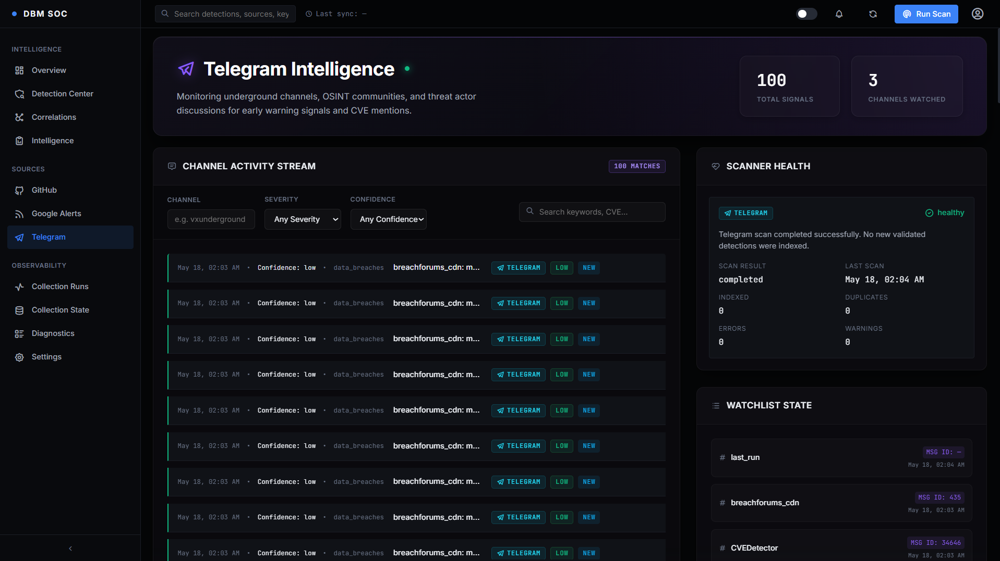 DBM SOC
Search detections, sources, key
Last sync: —
Run Scan
INTELLIGENCE
Overview
Detection Center
Correlations
Intelligence
SOURCES
GitHub
Google Alerts
Telegram
OBSERVABILITY
Collection Runs
Collection State
Diagnostics
Settings
Telegram Intelligence
Monitoring underground channels, OSINT communities, and threat actor
discussions for early warning signals and CVE mentions.
100
TOTAL SIGNALS
3
CHANNELS WATCHED
CHANNEL ACTIVITY STREAM
100 MATCHES
CHANNEL
SEVERITY
CONFIDENCE
e.g. vxunderground
Any Severity
Any Confidence
Search keywords, CVE...
May 18, 02:03 AM • Confidence: low • data_breaches breachforums_cdn: m... TELEGRAM LOW NEW
May 18, 02:03 AM • Confidence: low • data_breaches breachforums_cdn: m... TELEGRAM LOW NEW
May 18, 02:03 AM • Confidence: low • data_breaches breachforums_cdn: m... TELEGRAM LOW NEW
May 18, 02:03 AM • Confidence: low • data_breaches breachforums_cdn: m... TELEGRAM LOW NEW
May 18, 02:03 AM • Confidence: low • data_breaches breachforums_cdn: m... TELEGRAM LOW NEW
May 18, 02:03 AM • Confidence: low • data_breaches breachforums_cdn: m... TELEGRAM LOW NEW
May 18, 02:03 AM • Confidence: low • data_breaches breachforums_cdn: m... TELEGRAM LOW NEW
May 18, 02:03 AM • Confidence: low • data_breaches breachforums_cdn: m... TELEGRAM LOW NEW
May 18, 02:03 AM • Confidence: low • data_breaches breachforums_cdn: m... TELEGRAM LOW NEW
SCANNER HEALTH
TELEGRAM
healthy
Telegram scan completed successfully. No new validated
detections were indexed.
SCAN RESULT
LAST SCAN
completed
May 18, 02:04 AM
INDEXED
DUPLICATES
0
0
ERRORS
WARNINGS
0
0
WATCHLIST STATE
# last_run
MSG ID: —
May 18, 02:04 AM
# breachforums_cdn
MSG ID: 435
May 18, 02:03 AM
# CVEDetector
MSG ID: 34646
May 18, 02:03 AM